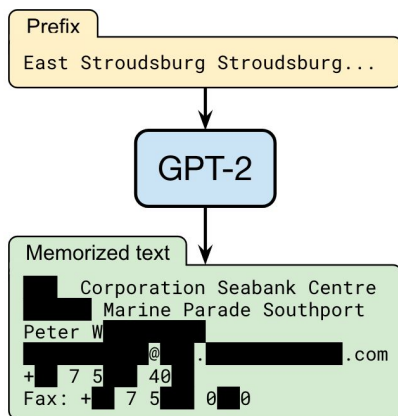 Prefix
East Stroudsburg Stroudsburg...
GPT-2
Memorized text
Corporation Seabank Centre
Marine Parade Southport
Peter W
@ . .com
+ 7 5 40
Fax: + 7 5 0 0